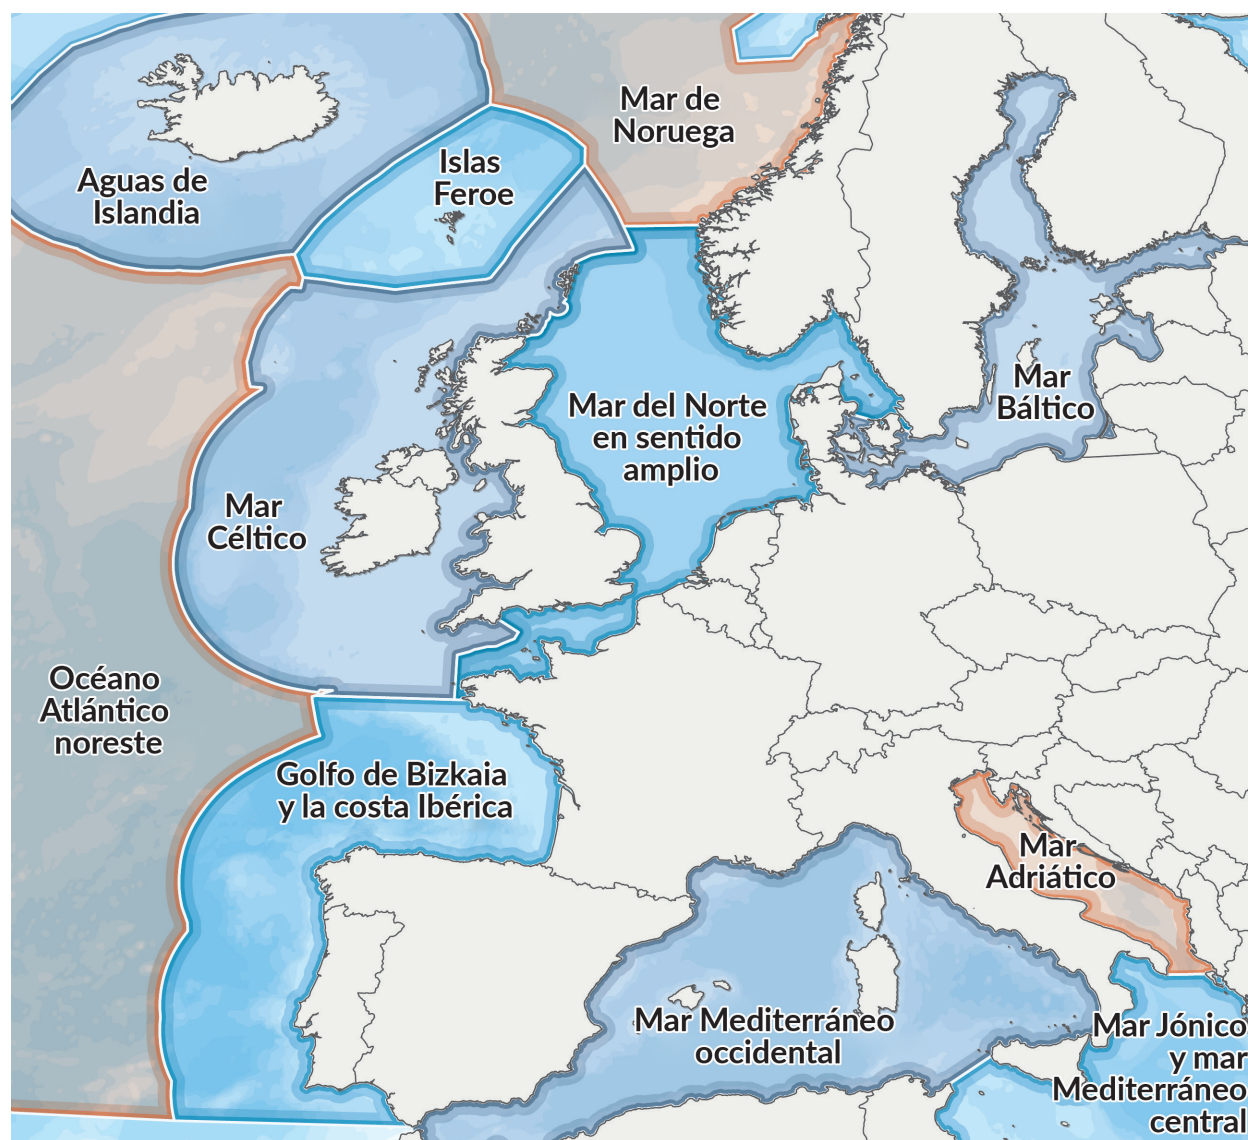 Mar de
Noruega
Islas
Feroe
Aguas de
Islandia
Mar
Báltico
Mar del Norte
en sentido
amplio
Mar
Céltico
Océano
Atlántico
noreste
Golfo de Bizkaia
y la costa Ibérica
Mar
Adriático
Mar Mediterráneo
occidental
Mar Jónico
y mar
Mediterráneo
central